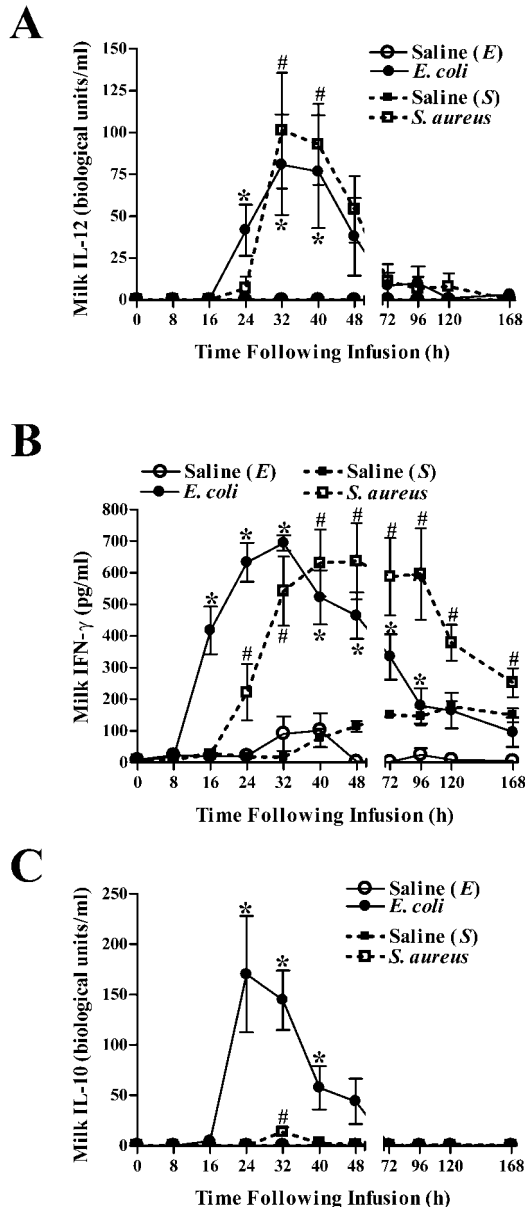 A
Saline (E)
E. coli
Saline (S)
S. aureus
Milk IL-12 (biological units/ml)
150
125
100
75
50
25
0
# #
*
* *
0 8 16 24 32 40 48 72 96 120 168
Time Following Infusion (h)
B
Saline (E) Saline (S)
E. coli S. aureus
Milk IFN-γ (pg/ml)
800
700
600
500
400
300
200
100
0
* * * # # # #
# # * * * * # #
0 8 16 24 32 40 48 72 96 120 168
Time Following Infusion (h)
C
Saline (E)
E. coli
Saline (S)
S. aureus
Milk IL-10 (biological units/ml)
250
200
150
100
50
0
* * *
#
0 8 16 24 32 40 48 72 96 120 168
Time Following Infusion (h)